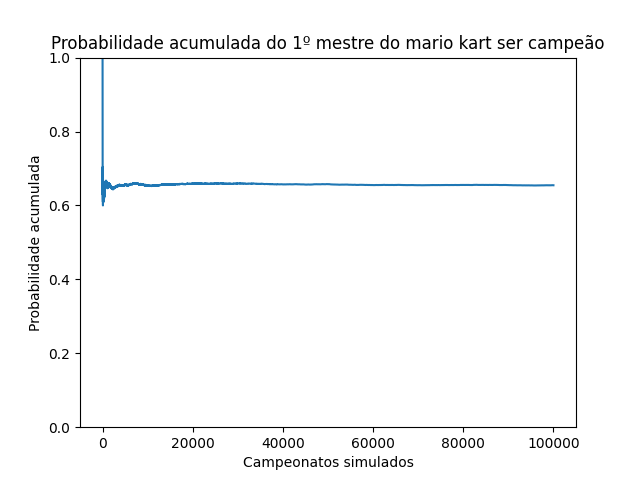 Probabilidade acumulada do 1º mestre do mario kart ser campeão
1.0
0.8
0.6
0.4
0.2
0.0
Probabilidade acumulada
0 20000 40000 60000 80000 100000
Campeonatos simulados